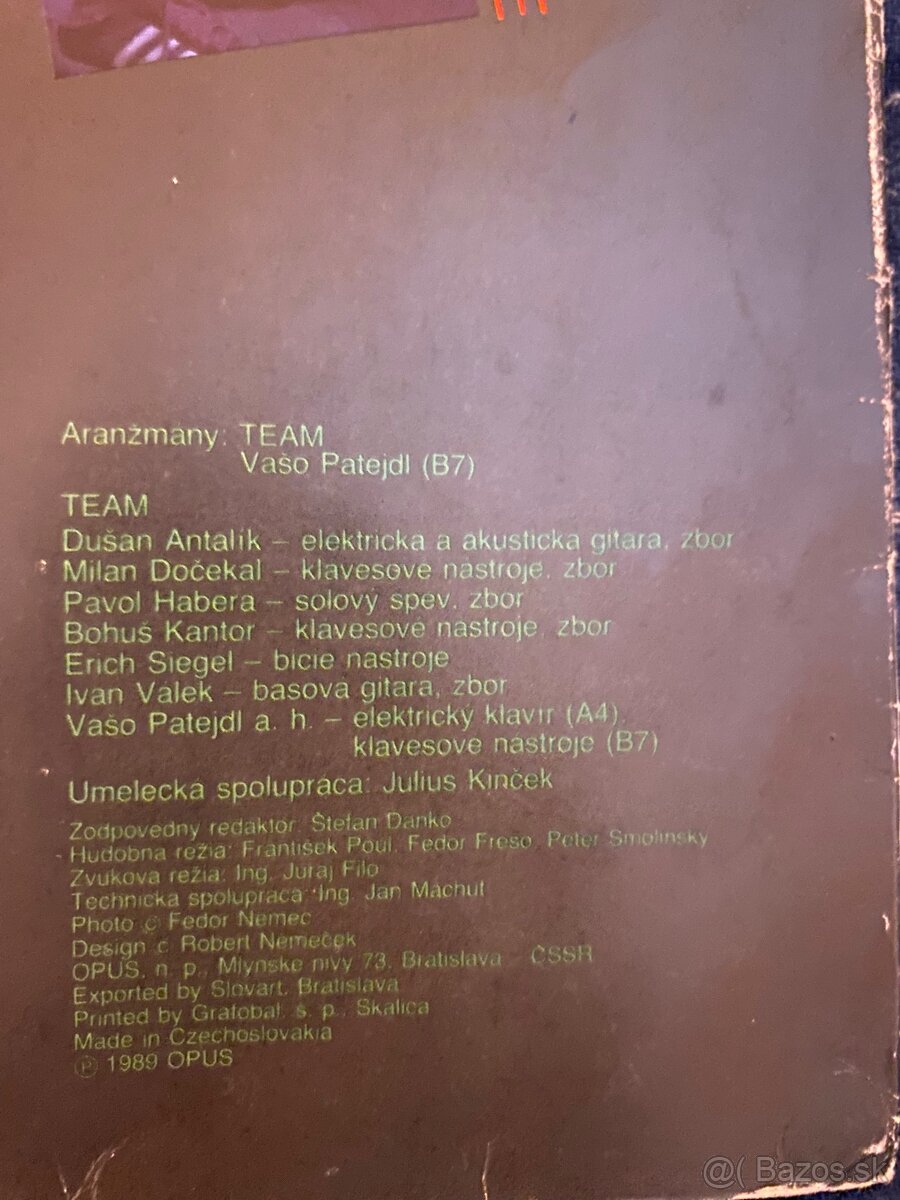 Aranžmány: TEAM
Vašo Patejdl (B7)
TEAM
Dušan Antalík – elektrická a akustická gitara, zbor
Milan Dočekal – klávesové nástroje, zbor
Pavol Habera – sólový spev, zbor
Bohuš Kantor – klávesové nástroje, zbor
Erich Siegel – bicie nástroje
Ivan Válek – basová gitara, zbor
Vašo Patejdl a. h. – elektrický klavír (A4),
klávesové nástroje (B7)
Umelecká spolupráca: Július Kinček
Zodpovedný redaktor: Štefan Danko
Hudobná réžia: František Poul, Fedor Frešo, Peter Smolinský
Zvuková réžia: Ing. Juraj Filo
Technická spolupráca: Ing. Ján Machut
Photo © Fedor Nemec
Design © Robert Nemeček
OPUS, n. p., Mlynské nivy 73, Bratislava – ČSSR
Exported by Slovart, Bratislava
Printed by Grafobal, š. p., Skalica
Made in Czechoslovakia
℗ 1989 OPUS
@( Bazos.sk